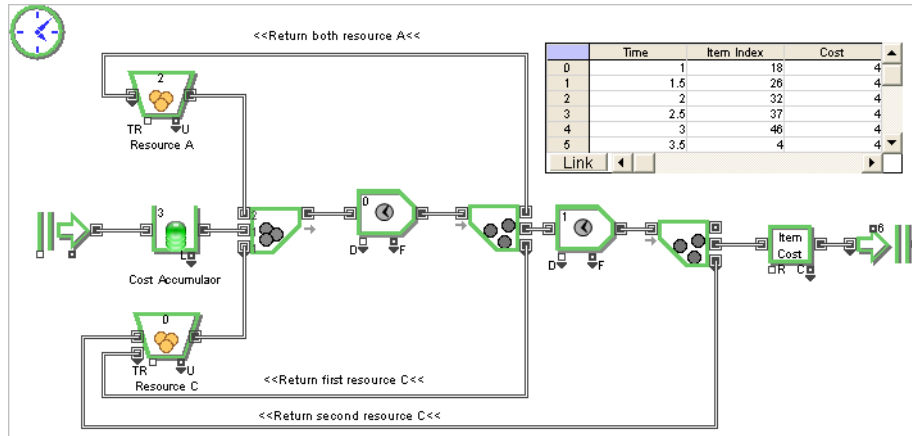 <<Return both resource A<<
Time Item Index Cost
0 1 18 4
1 1.5 26 4
2 2 32 4
3 2.5 37 4
4 3 46 4
5 3.5 4 4
Link
2
TR U
Resource A
3
L
Cost Accumulaor
2
1
0
D F
1
D F
Item
Cost
R C
6
0
TR U
Resource C
<<Return first resource C<<
<<Return second resource C<<